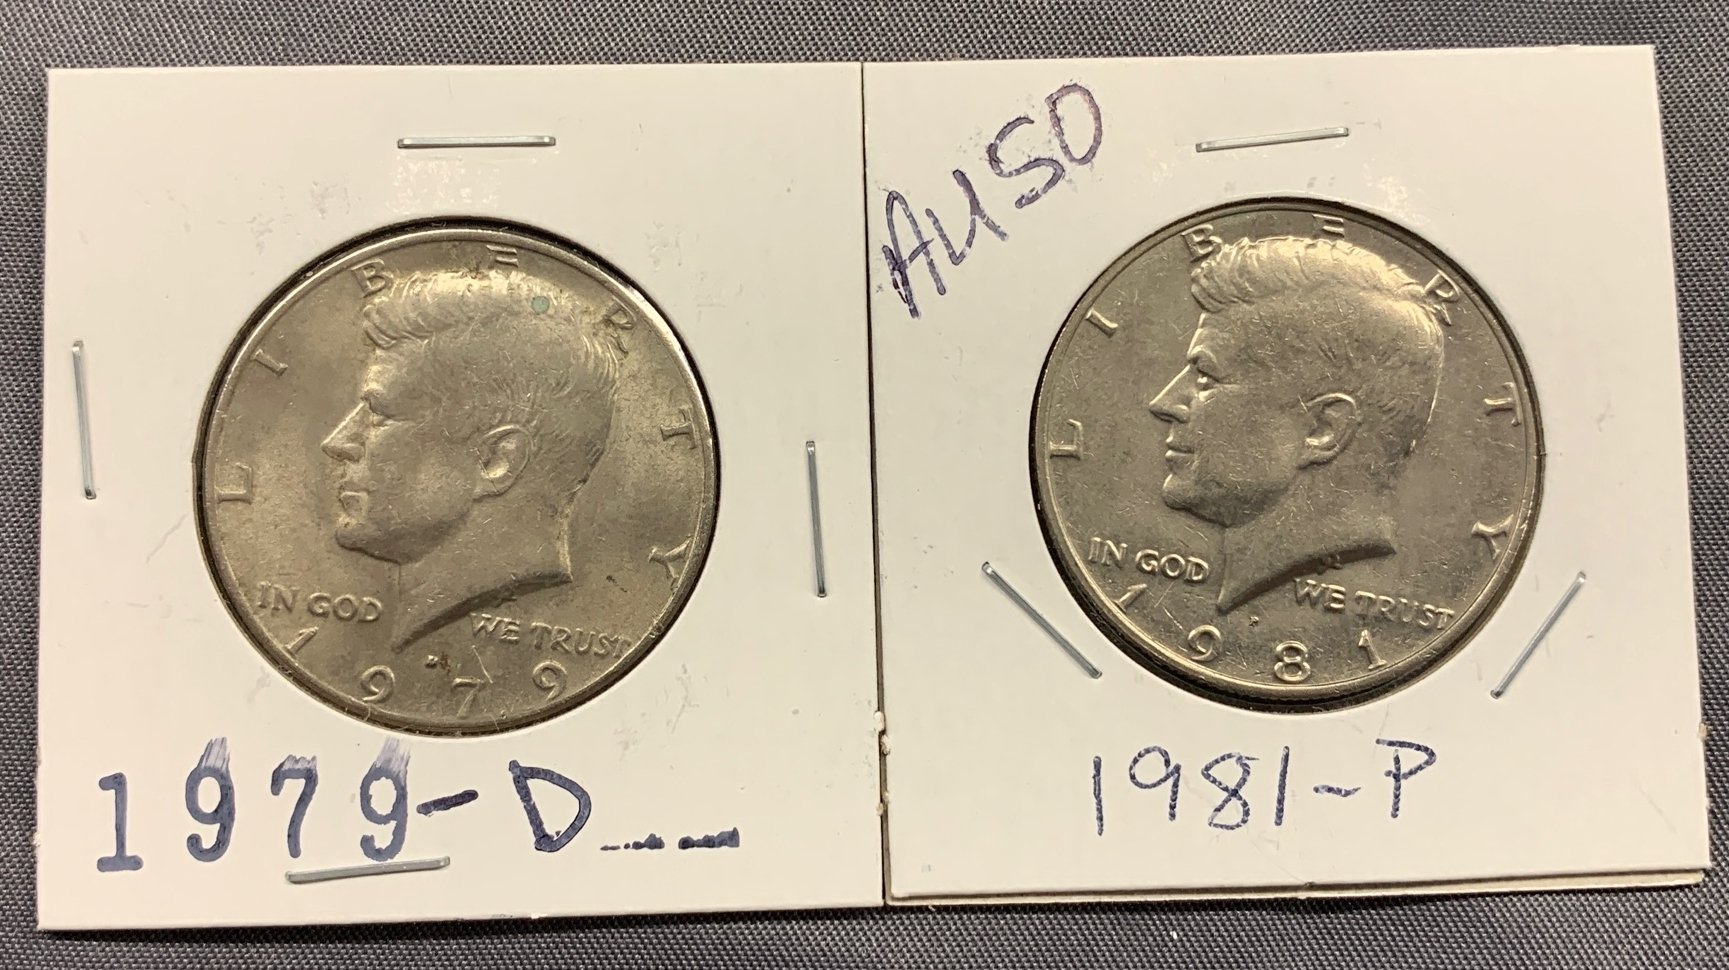 LIBERTY
IN GOD WE TRUST
D
1979
1979-D
AU50
LIBERTY
IN GOD WE TRUST
P
1981
1981-P